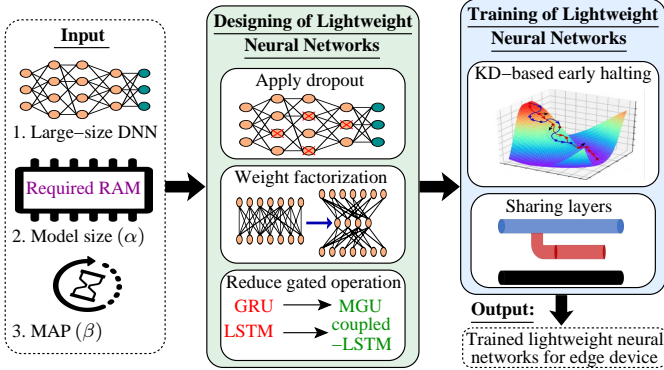 Input
1. Large-size DNN
Required RAM
2. Model size (α)
3. MAP (β)
Designing of Lightweight
Neural Networks
Apply dropout
Weight factorization
Reduce gated operation
GRU
MGU
LSTM
coupled
-LSTM
Training of Lightweight
Neural Networks
KD-based early halting
Sharing layers
Output:
Trained lightweight neural
networks for edge device